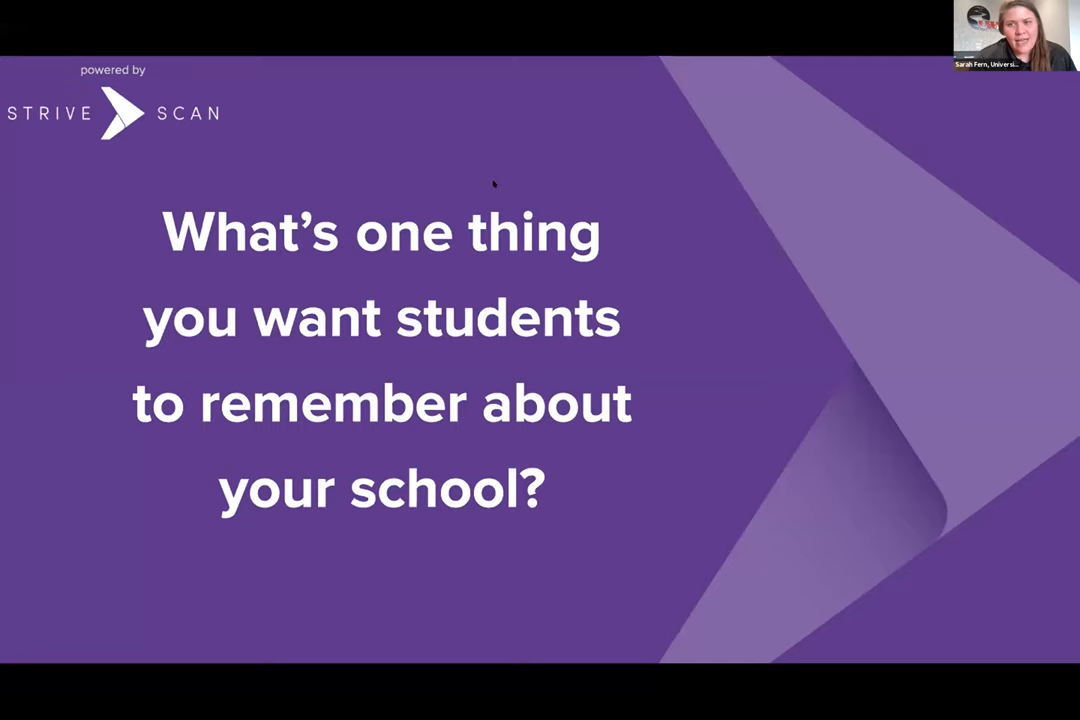 powered by
STRIVE SCAN
What's one thing
you want students
to remember about
your school?
Sarah Fern, Universi...